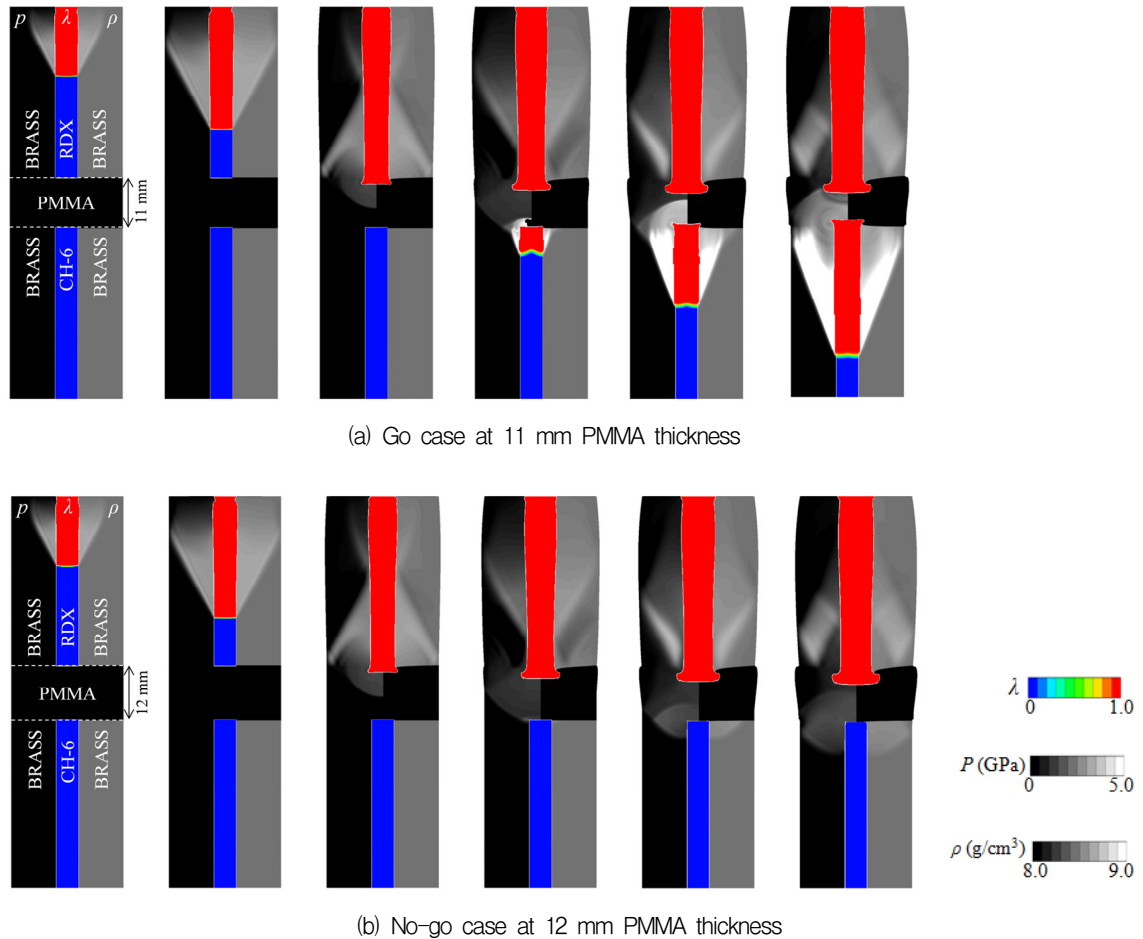 p λ ρ
BRASS RDX BRASS
PMMA 11 mm
BRASS CH-6 BRASS
(a) Go case at 11 mm PMMA thickness
p λ ρ
BRASS RDX BRASS
PMMA 12 mm
BRASS CH-6 BRASS
λ
0 1.0
P (GPa)
0 5.0
ρ (g/cm³)
8.0 9.0
(b) No-go case at 12 mm PMMA thickness